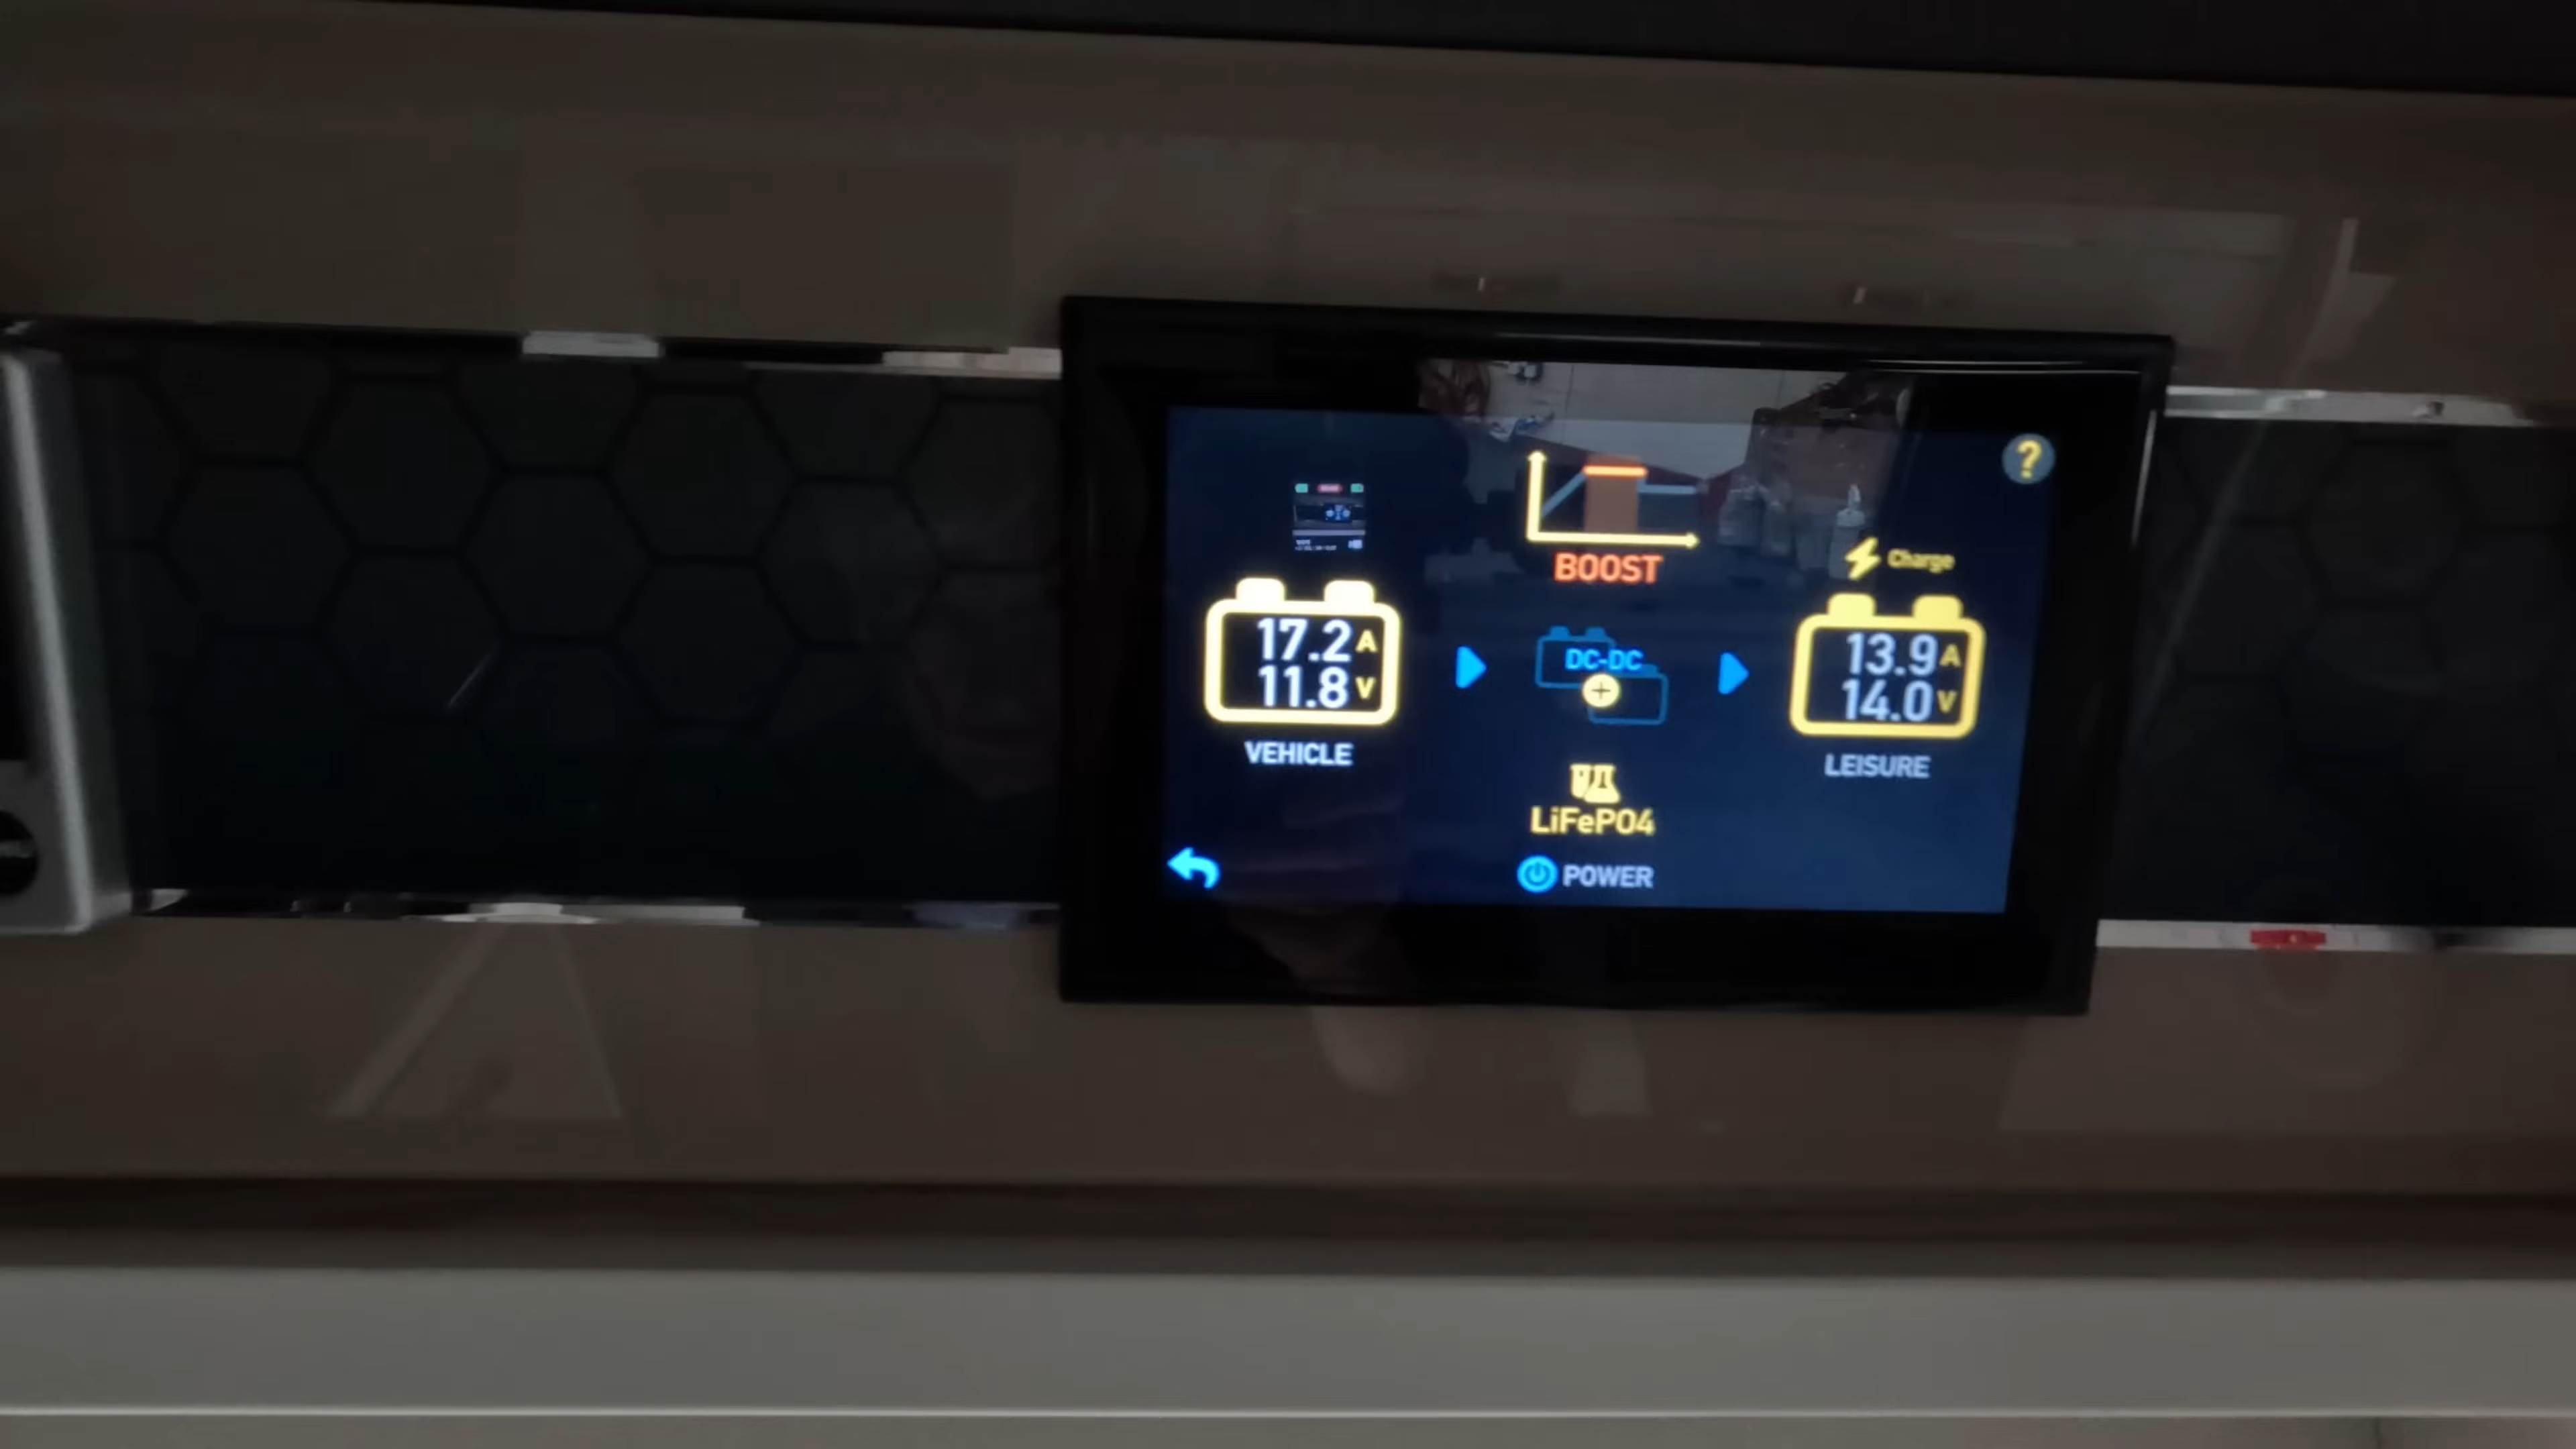 ?
BOOST
Charge
17.2 A
11.8 V
DC-DC
13.9 A
14.0 V
VEHICLE
LEISURE
LiFePO4
POWER